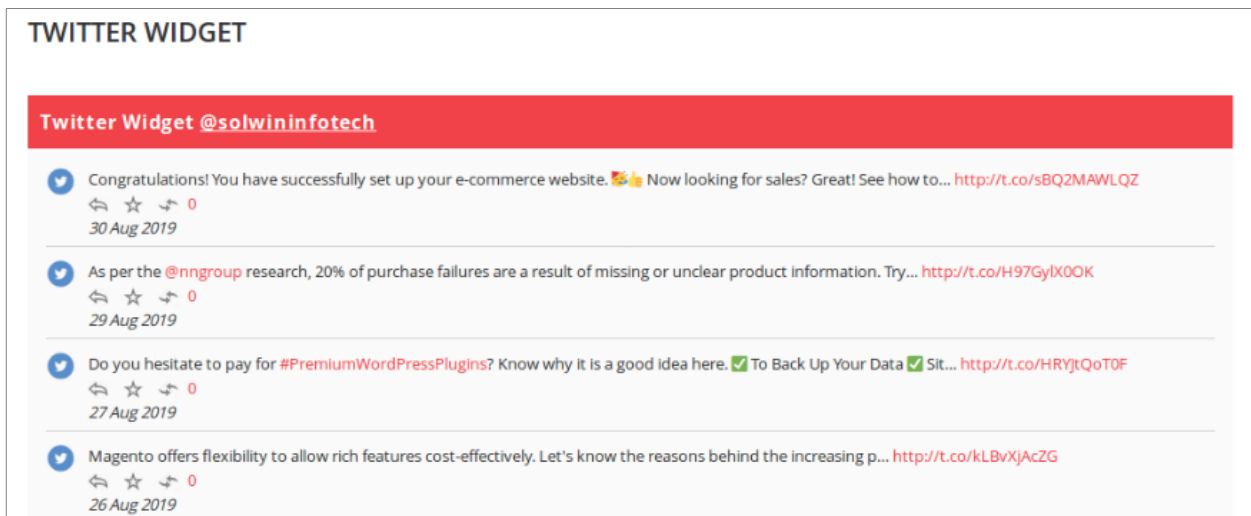 TWITTER WIDGET
Twitter Widget @solwininfotech
Congratulations! You have successfully set up your e-commerce website. 🥳👍 Now looking for sales? Great! See how to... http://t.co/sBQ2MAWLQZ
0
30 Aug 2019
As per the @nngroup research, 20% of purchase failures are a result of missing or unclear product information. Try... http://t.co/H97GylX0OK
0
29 Aug 2019
Do you hesitate to pay for #PremiumWordPressPlugins? Know why it is a good idea here. ✅ To Back Up Your Data ✅ Sit... http://t.co/HRYJtQoT0F
0
27 Aug 2019
Magento offers flexibility to allow rich features cost-effectively. Let's know the reasons behind the increasing p... http://t.co/kLBvXjAcZG
0
26 Aug 2019